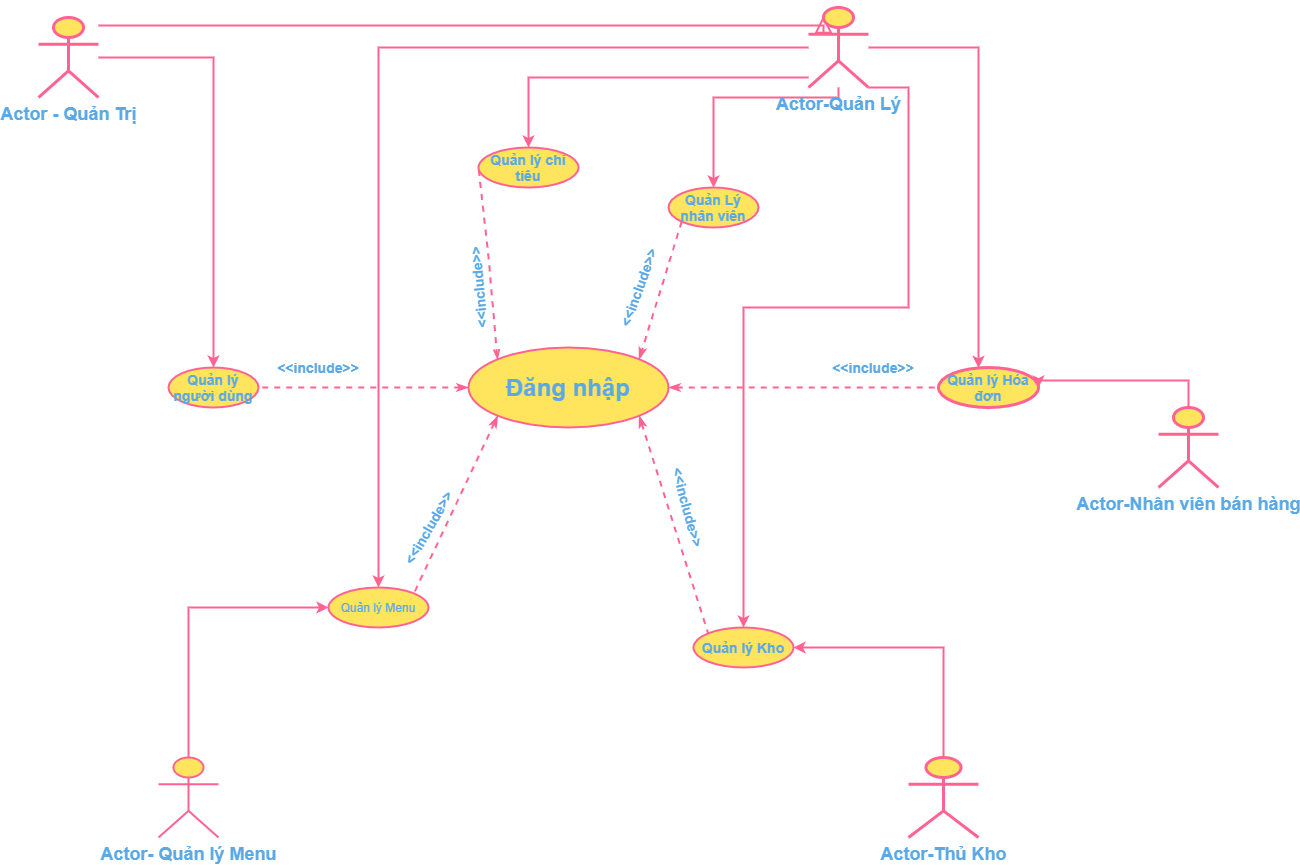 Actor - Quản Trị
Actor-Quản Lý
Quản lý chi
tiêu
Quản Lý
nhân viên
<<include>>
<<include>>
<<include>>
<<include>>
Quản lý
người dùng
Đăng nhập
Quản lý Hóa
đơn
<<include>>
<<include>>
Actor-Nhân viên bán hàng
Quản lý Menu
Quản lý Kho
Actor- Quản lý Menu
Actor-Thủ Kho